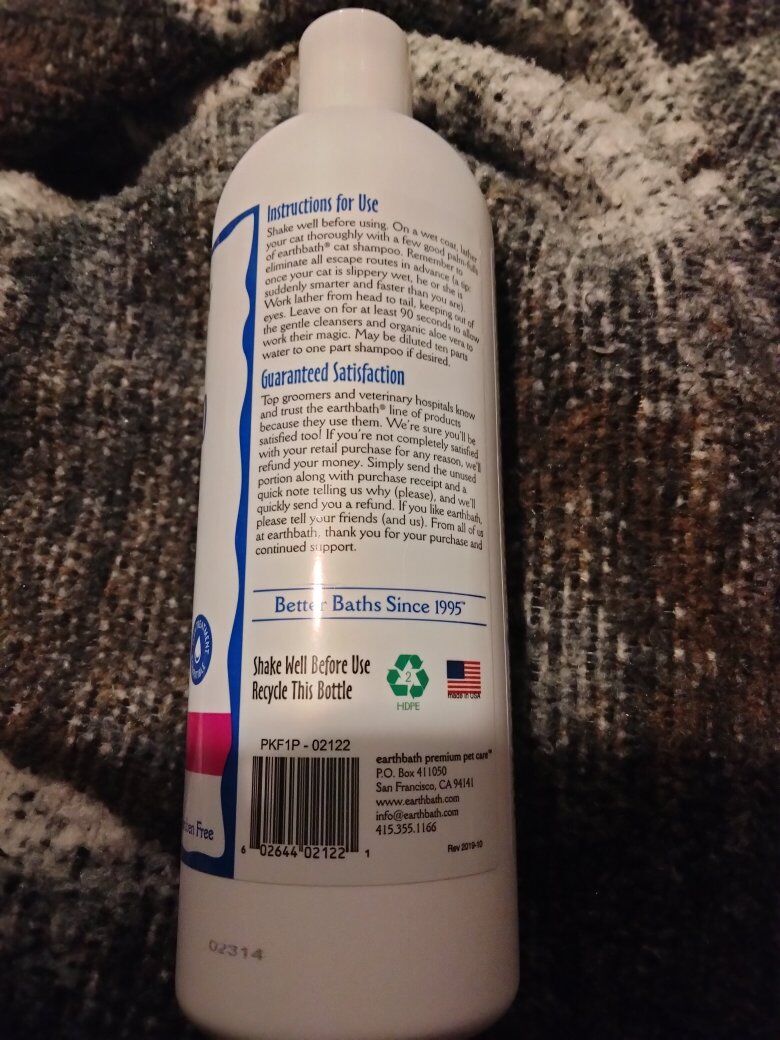 Instructions for Use
Shake well before using. On a wet coat, lather
your cat thoroughly with a few good palm-fulls
of earthbath® cat shampoo. Remember to
eliminate all escape routes in advance (a tip:
once your cat is slippery wet, he or she is
suddenly smarter and faster than you are).
Work lather from head to tail, keeping out of
eyes. Leave on for at least 90 seconds to allow
the gentle cleansers and organic aloe vera to
work their magic. May be diluted ten parts
water to one part shampoo if desired.
Guaranteed Satisfaction
Top groomers and veterinary hospitals know
and trust the earthbath® line of products
because they use them. We're sure you'll be
satisfied too! If you're not completely satisfied
with your retail purchase for any reason, we'll
refund your money. Simply send the unused
portion along with purchase receipt and a
quick note telling us why (please), and we'll
quickly send you a refund. If you like earthbath,
please tell your friends (and us). From all of us
at earthbath, thank you for your purchase and
continued support.
Better Baths Since 1995™
TREATMENT
Shake Well Before Use
Recycle This Bottle
2
HDPE
made in USA
PKF1P - 02122
6 02644 02122 1
earthbath premium pet care™
P.O. Box 411050
San Francisco, CA 94141
www.earthbath.com
info@earthbath.com
415.355.1166
Rev 2019-10
Free
02314